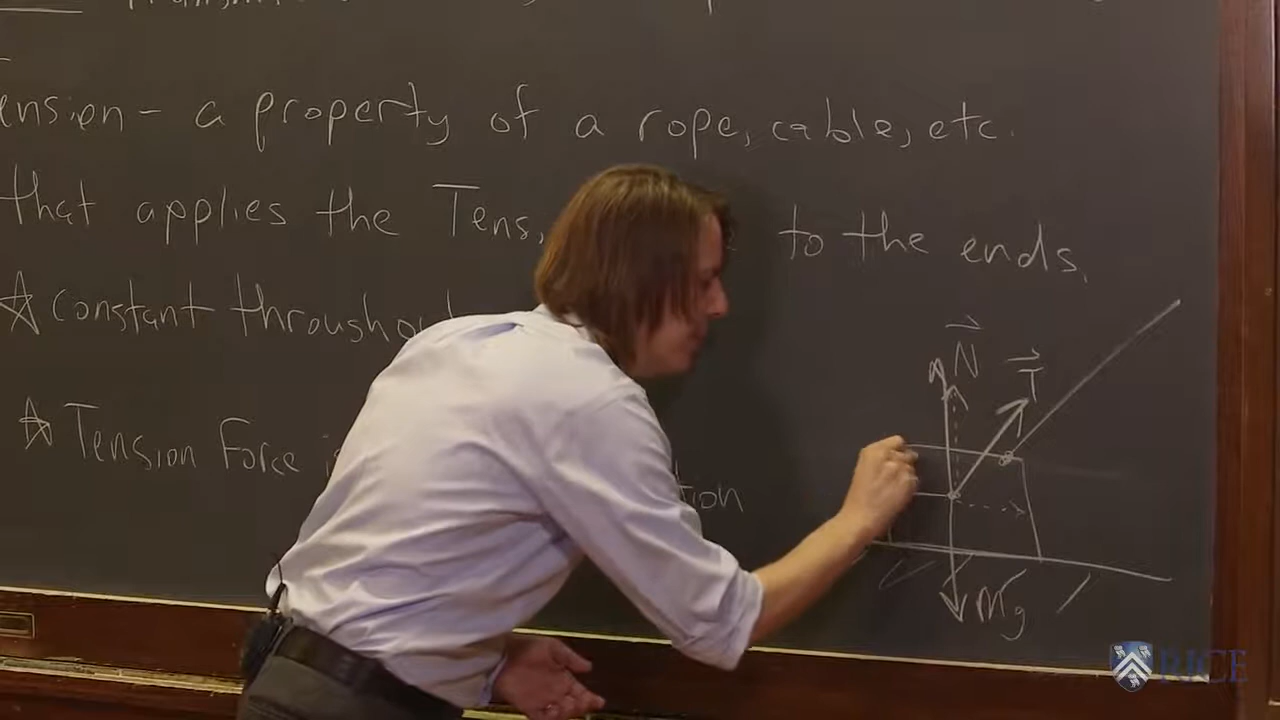 ension – a property of a rope, cable, etc.
that applies the Tens to the ends.
☆ constant throughou
☆ Tension Force i tion
N
T
Mg
RICE